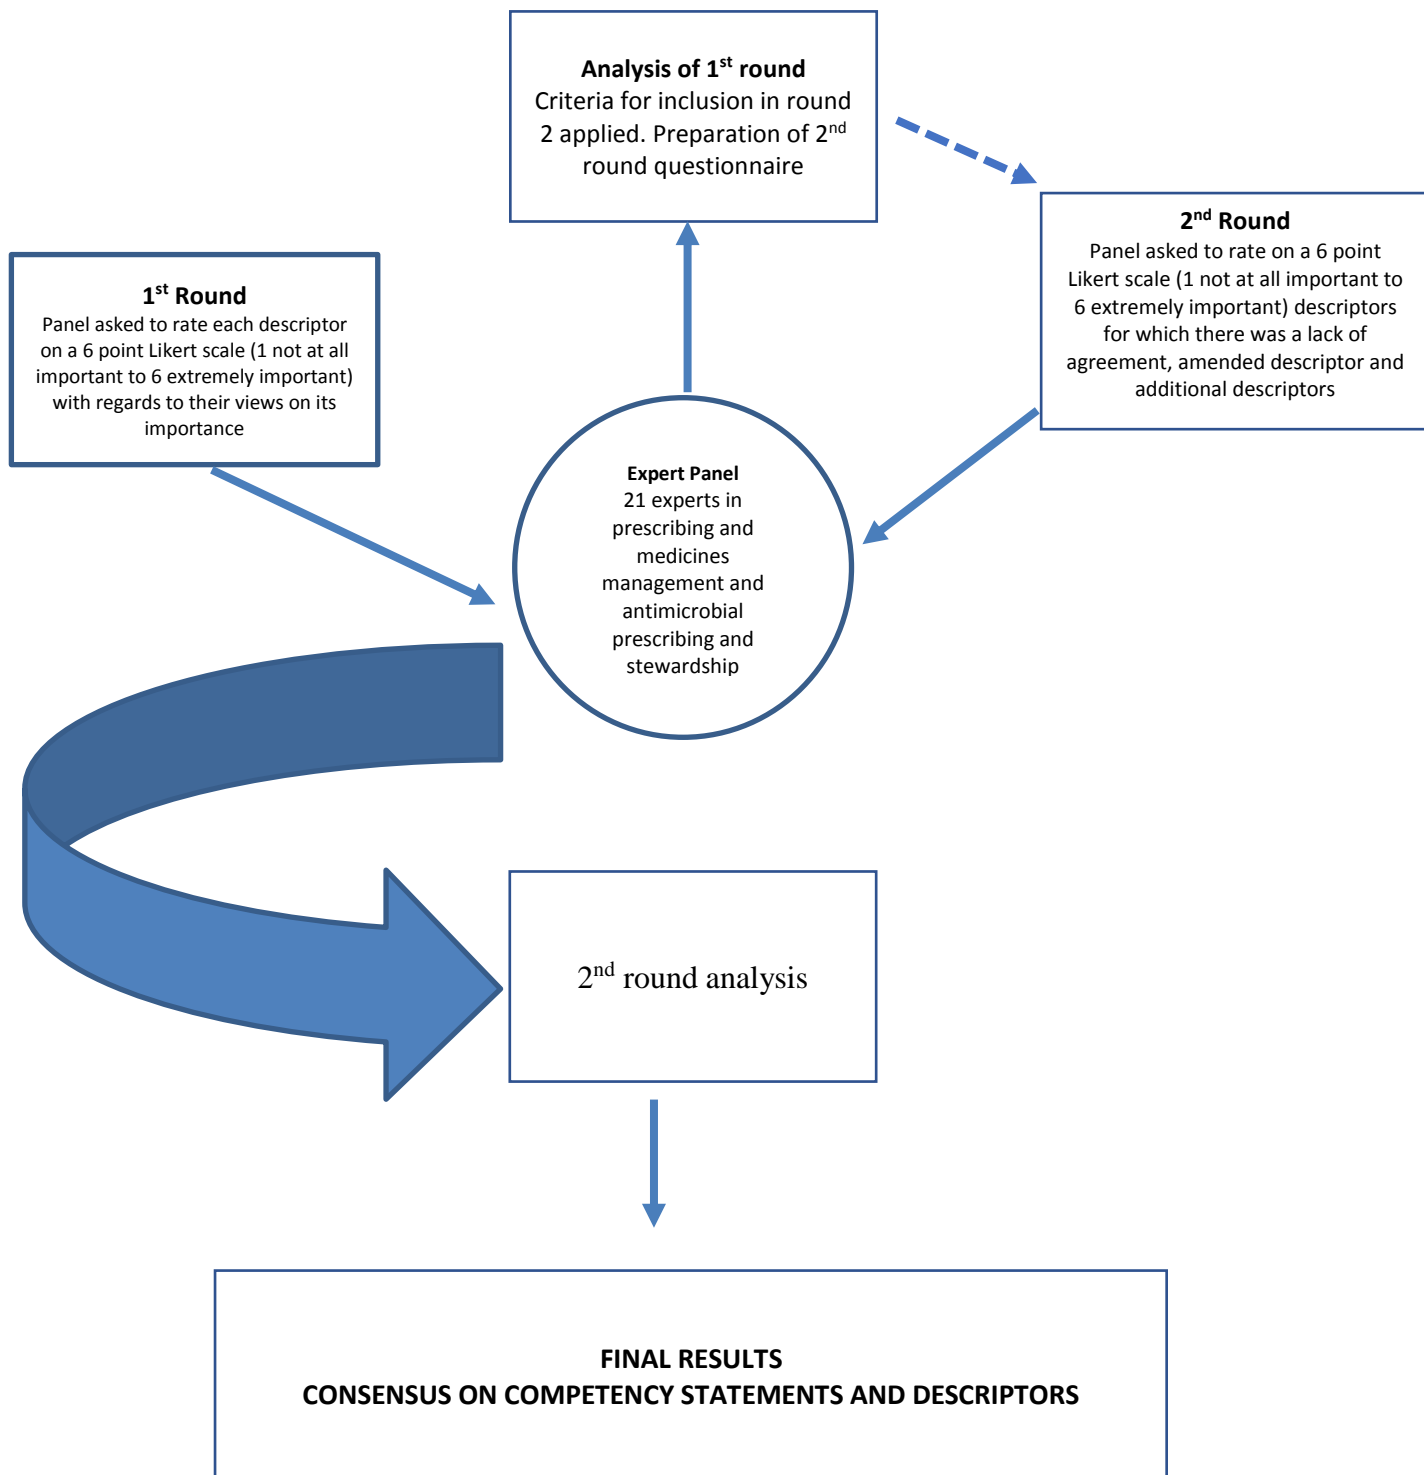 Analysis of 1st round
Criteria for inclusion in round
2 applied. Preparation of 2nd
round questionnaire
2nd Round
Panel asked to rate on a 6 point
Likert scale (1 not at all important to
6 extremely important) descriptors
for which there was a lack of
agreement, amended descriptor and
additional descriptors
1st Round
Panel asked to rate each descriptor
on a 6 point Likert scale (1 not at all
important to 6 extremely important)
with regards to their views on its
importance
Expert Panel
21 experts in
prescribing and
medicines
management and
antimicrobial
prescribing and
stewardship
2nd round analysis
FINAL RESULTS
CONSENSUS ON COMPETENCY STATEMENTS AND DESCRIPTORS